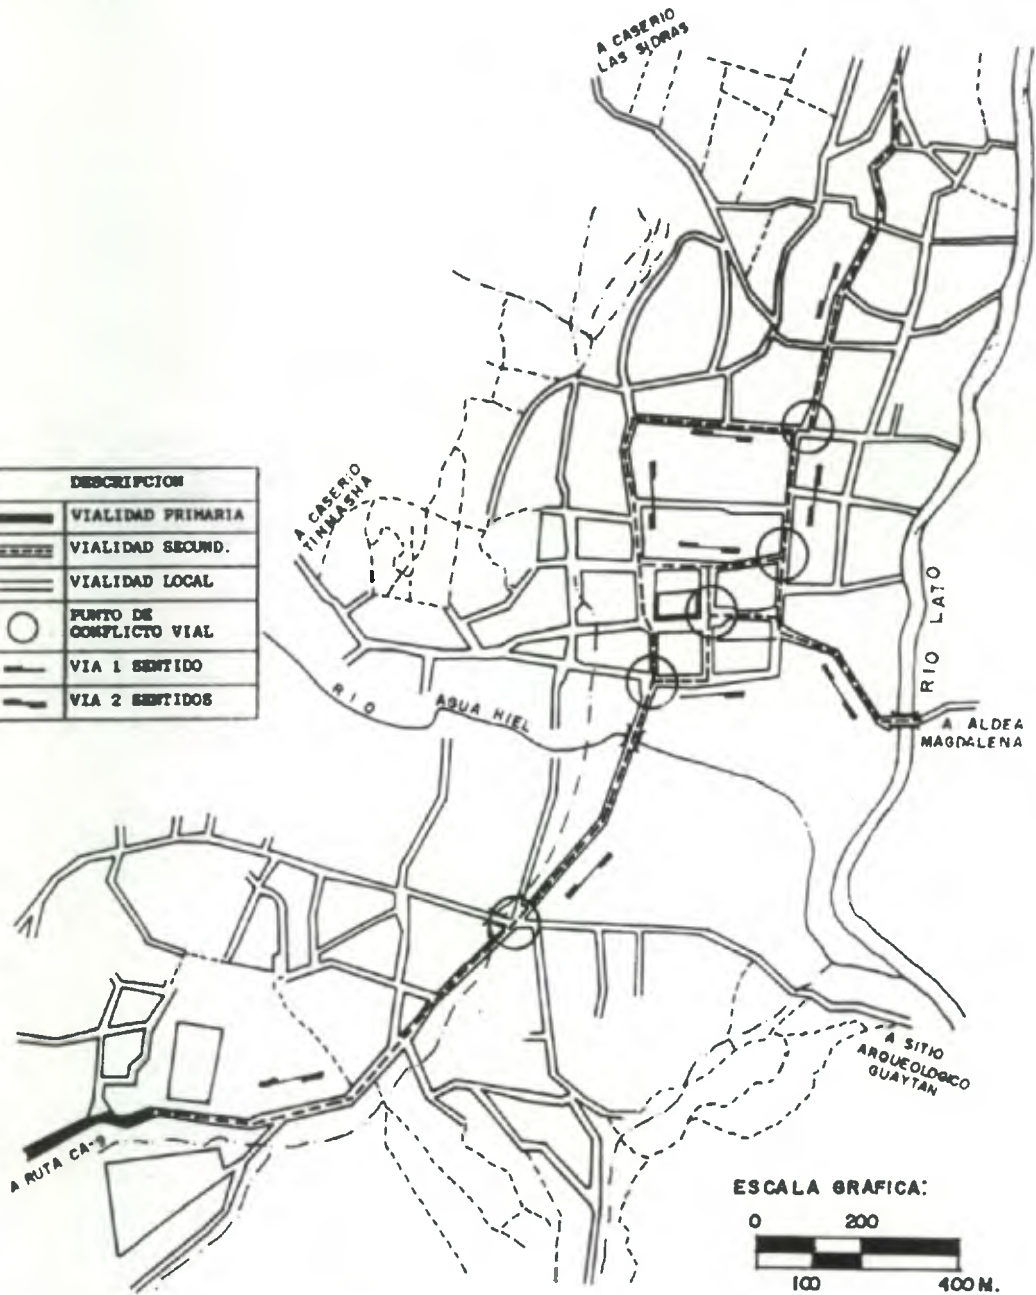 A CASERIO
LAS SIDRAS
DESCRIPCION
VIALIDAD PRIMARIA
VIALIDAD SECUND.
VIALIDAD LOCAL
PUNTO DE
CONFLICTO VIAL
VIA 1 SENTIDO
VIA 2 SENTIDOS
A CASERIO
TINMASHA
RIO AGUA HIEL
RIO LATO
A ALDEA
MAGDALENA
A SITIO
ARQUEOLOGICO
GUAYTAN
A RUTA CA-9
ESCALA GRAFICA:
0 200
100 400 M.